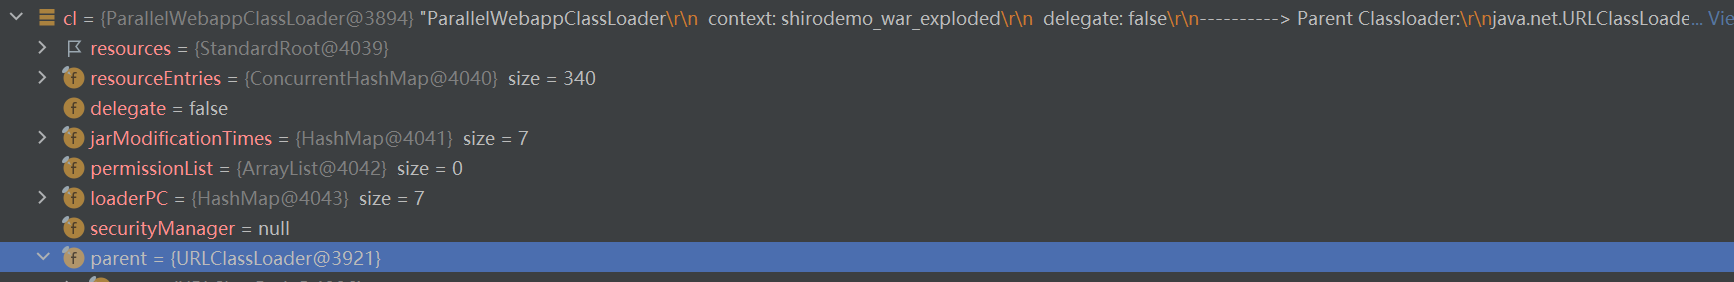 cl = {ParallelWebappClassLoader@3894} "ParallelWebappClassLoader\r\n  context: shirodemo_war_exploded\r\n  delegate: false\r\n----------> Parent Classloader:\r\njava.net.URLClassLoade... Vie
resources = {StandardRoot@4039}
f resourceEntries = {ConcurrentHashMap@4040}  size = 340
f delegate = false
f jarModificationTimes = {HashMap@4041}  size = 7
f permissionList = {ArrayList@4042}  size = 0
f loaderPC = {HashMap@4043}  size = 7
f securityManager = null
f parent = {URLClassLoader@3921}